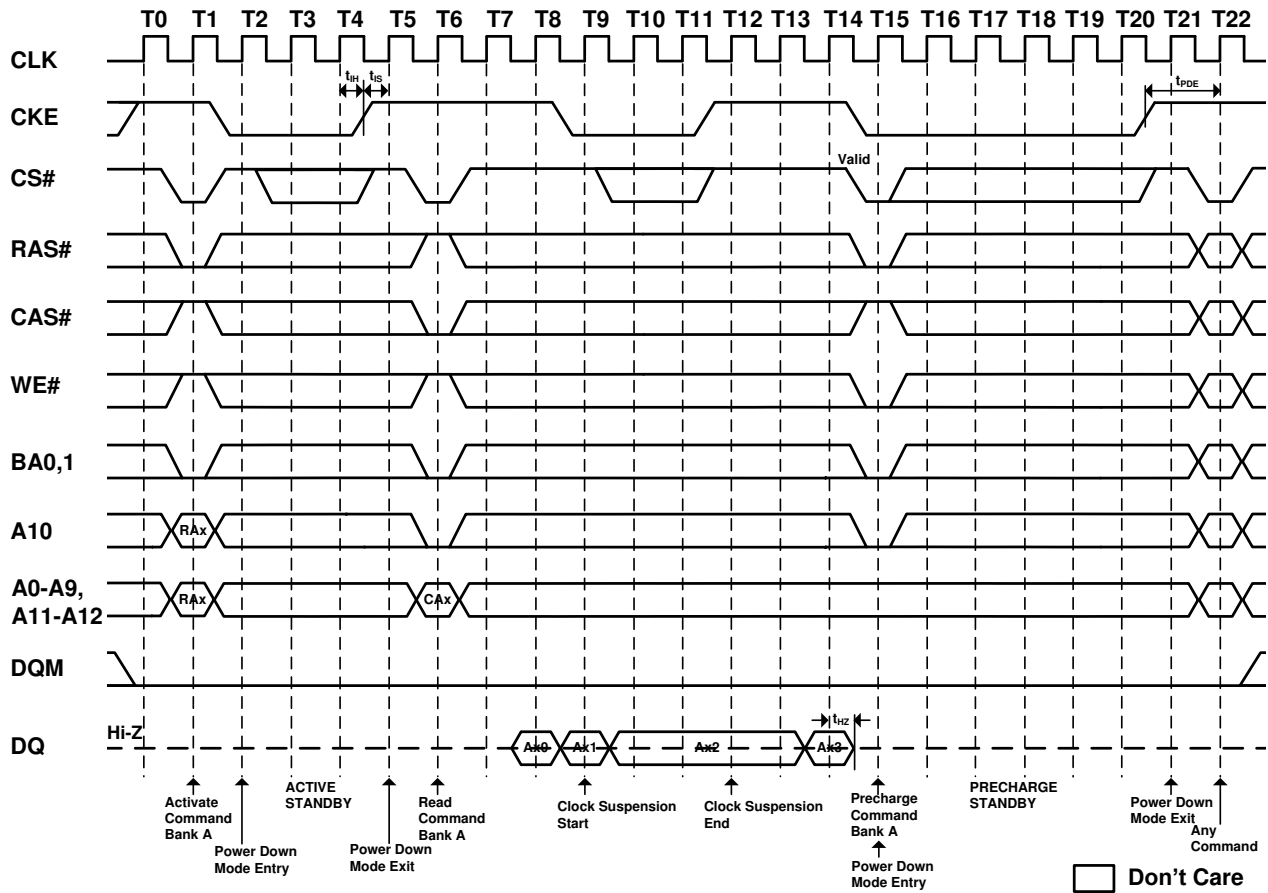 T0 T1 T2 T3 T4 T5 T6 T7 T8 T9 T10 T11 T12 T13 T14 T15 T16 T17 T18 T19 T20 T21 T22
CLK
tIH tIS
tPDE
CKE
Valid
CS#
RAS#
CAS#
WE#
BA0,1
A10
RAx
A0-A9,
A11-A12
RAx
CAx
DQM
Hi-Z
DQ
Ax0 Ax1 Ax2 Ax3
tHZ
Activate
Command
Bank A
Power Down
Mode Entry
ACTIVE
STANDBY
Power Down
Mode Exit
Read
Command
Bank A
Clock Suspension
Start
Clock Suspension
End
Precharge
Command
Bank A
Power Down
Mode Entry
PRECHARGE
STANDBY
Power Down
Mode Exit
Any
Command
Don't Care